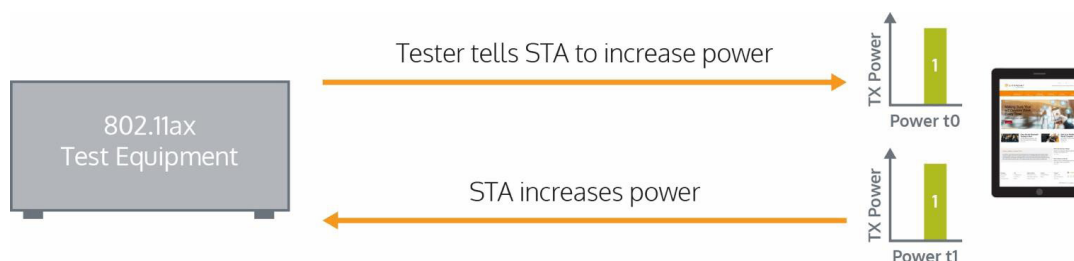 Tester tells STA to increase power
TX Power
1
Power t0
802.11ax
Test Equipment
STA increases power
TX Power
1
Power t1